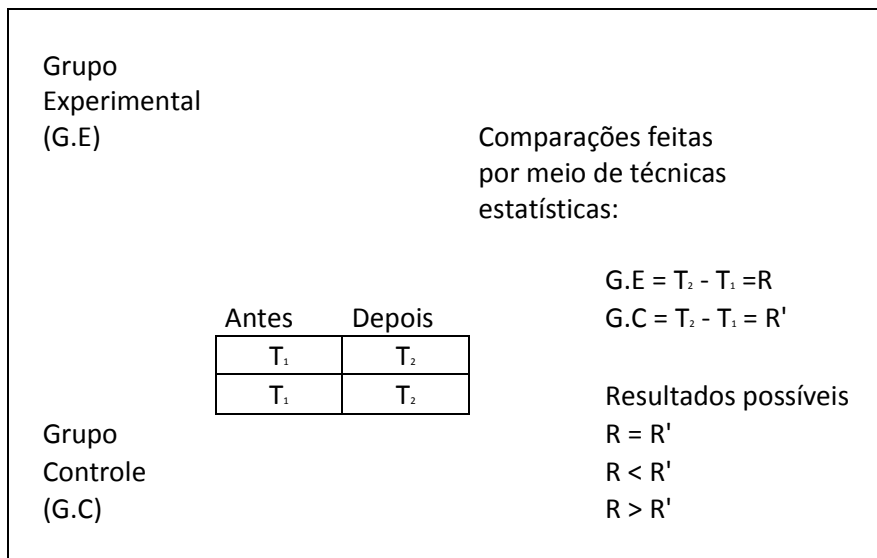 Grupo
Experimental
(G.E)
Comparações feitas
por meio de técnicas
estatísticas:
G.E = T₂ - T₁ =R
Antes Depois
G.C = T₂ - T₁ = R'
T₁ T₂
T₁ T₂
Resultados possíveis
Grupo
Controle
(G.C)
R = R'
R < R'
R > R'